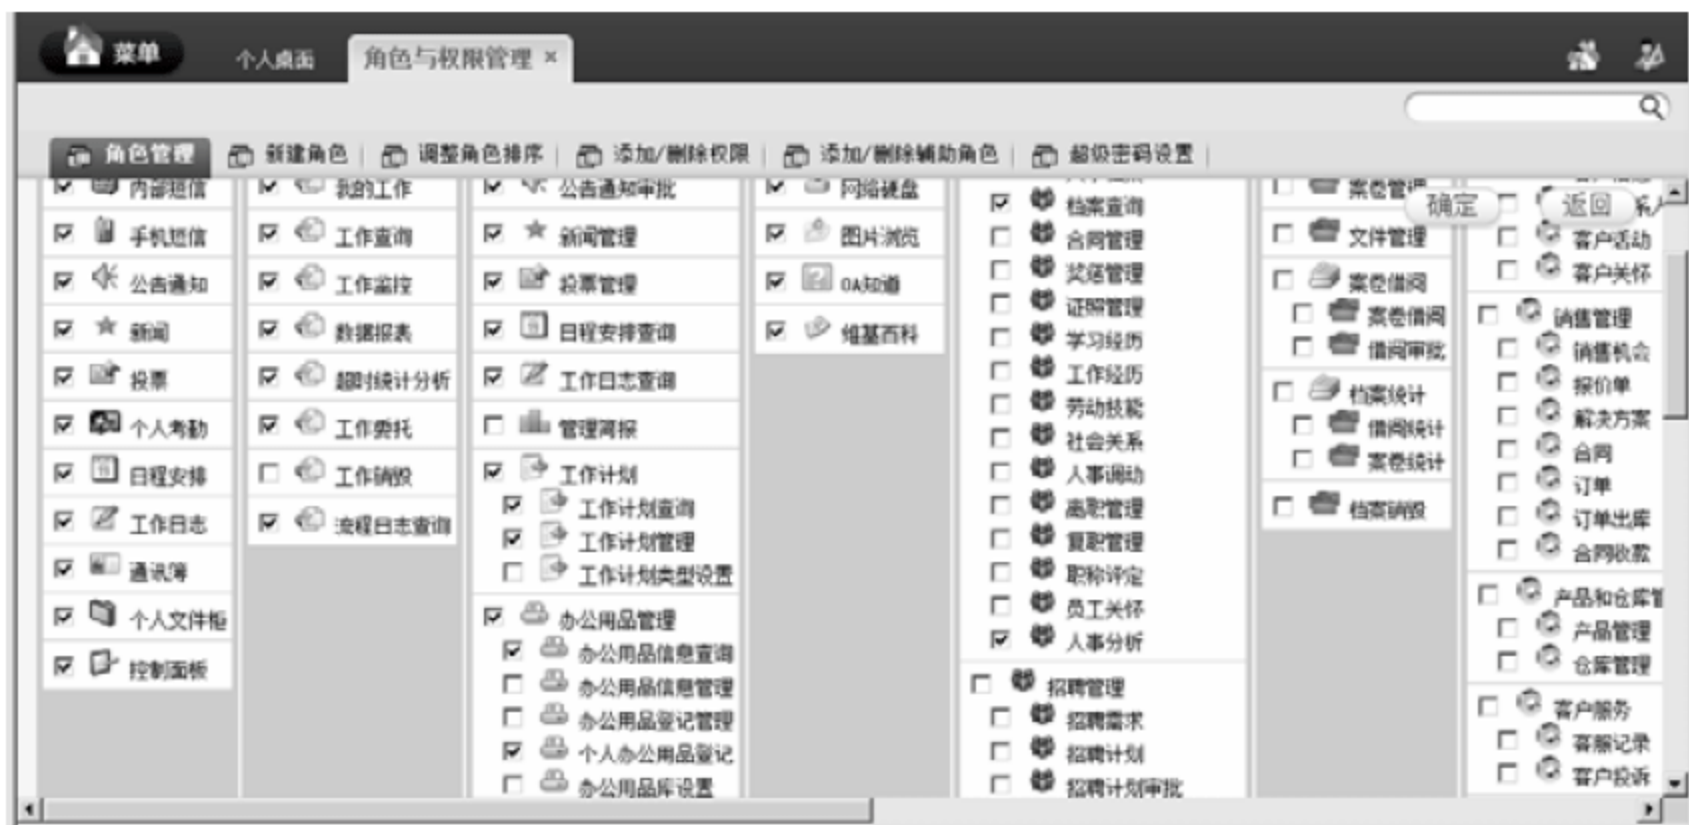 菜单
个人桌面
角色与权限管理 ×
角色管理
新建角色
调整角色排序
添加/删除权限
添加/删除辅助角色
超级密码设置
内部短信
手机短信
公告通知
新闻
投票
个人考勤
日程安排
工作日志
通讯簿
个人文件柜
控制面板
我的工作
工作查询
工作监控
数据报表
超时统计分析
工作委托
工作销毁
流程日志查询
公告通知审批
新闻管理
投票管理
日程安排查询
工作日志查询
管理简报
工作计划
工作计划查询
工作计划管理
工作计划类型设置
办公用品管理
办公用品信息查询
办公用品信息管理
办公用品登记管理
个人办公用品登记
办公用品库设置
网络硬盘
图片浏览
OA知道
维基百科
档案查询
合同管理
奖惩管理
证照管理
学习经历
工作经历
劳动技能
社会关系
人事调动
离职管理
复职管理
职称评定
员工关怀
人事分析
招聘管理
招聘需求
招聘计划
招聘计划审批
案卷管理
文件管理
案卷借阅
案卷借阅
借阅审批
档案统计
借阅统计
案卷统计
档案销毁
确定
返回
客户活动
客户关怀
销售管理
销售机会
报价单
解决方案
合同
订单
订单出库
合同收款
产品和仓库管
产品管理
仓库管理
客户服务
客服记录
客户投诉